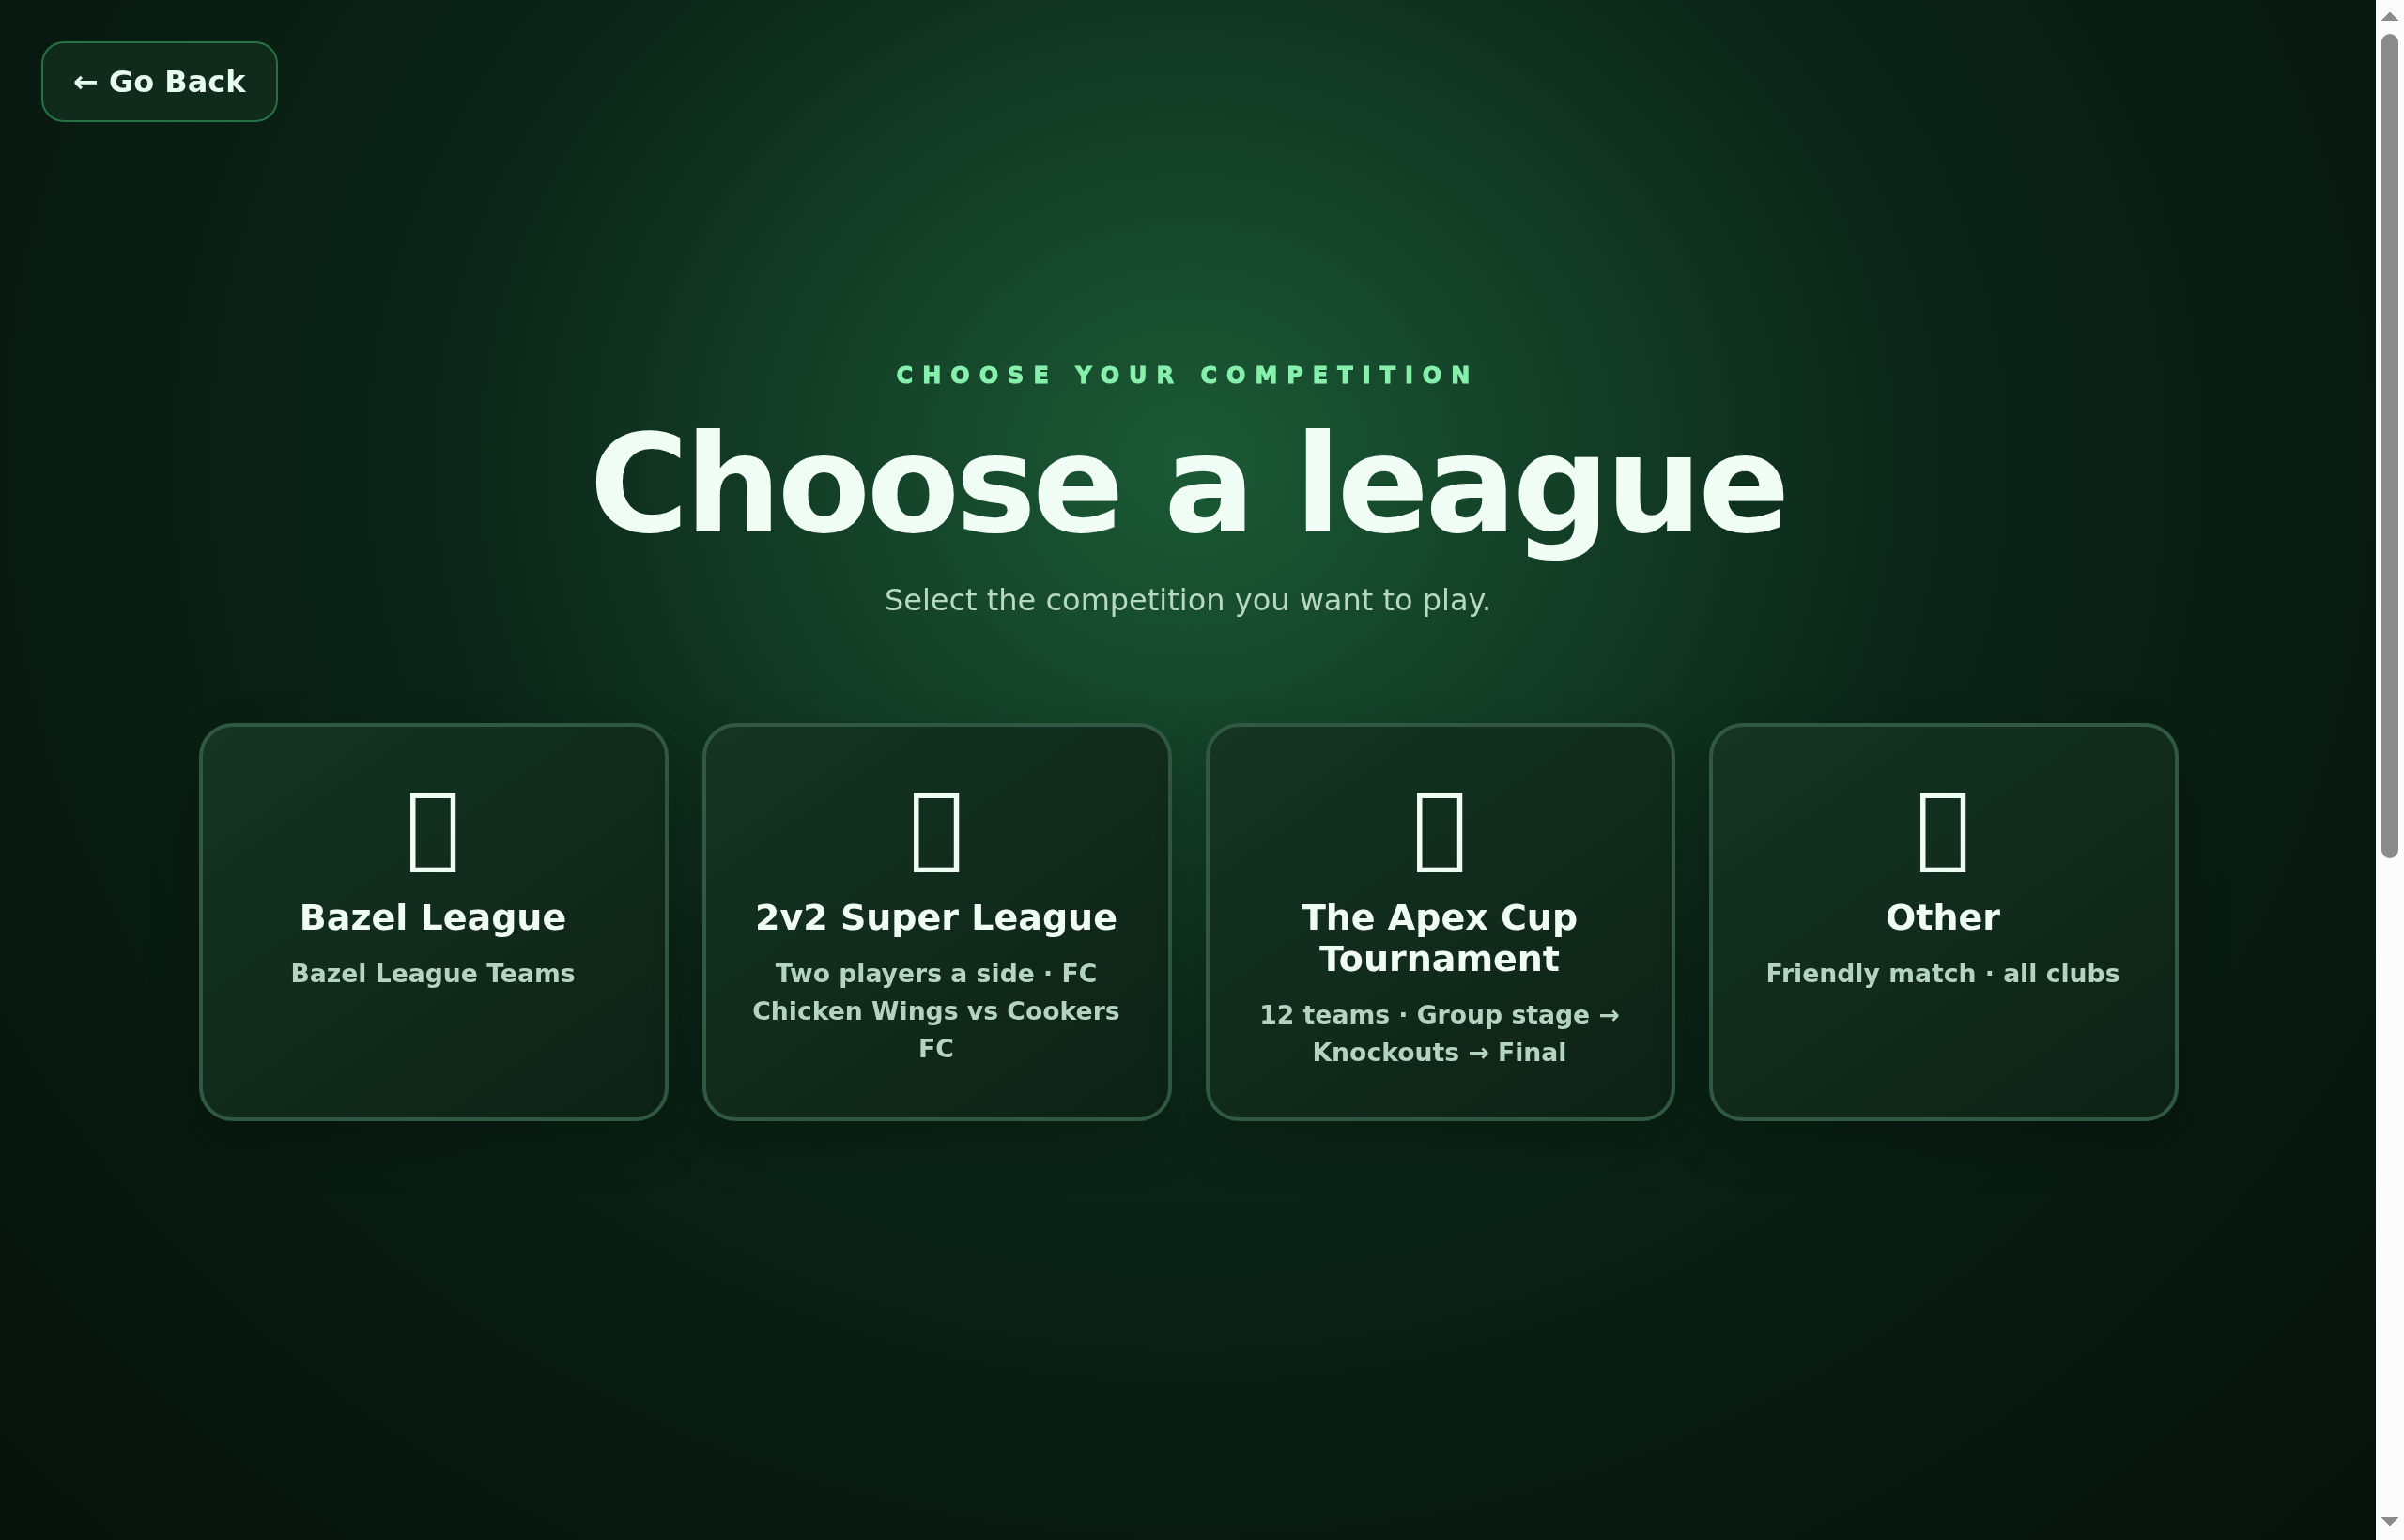 ← Go Back
CHOOSE YOUR COMPETITION
Choose a league
Select the competition you want to play.
Bazel League
Bazel League Teams
2v2 Super League
Two players a side · FC
Chicken Wings vs Cookers
FC
The Apex Cup
Tournament
12 teams · Group stage →
Knockouts → Final
Other
Friendly match · all clubs